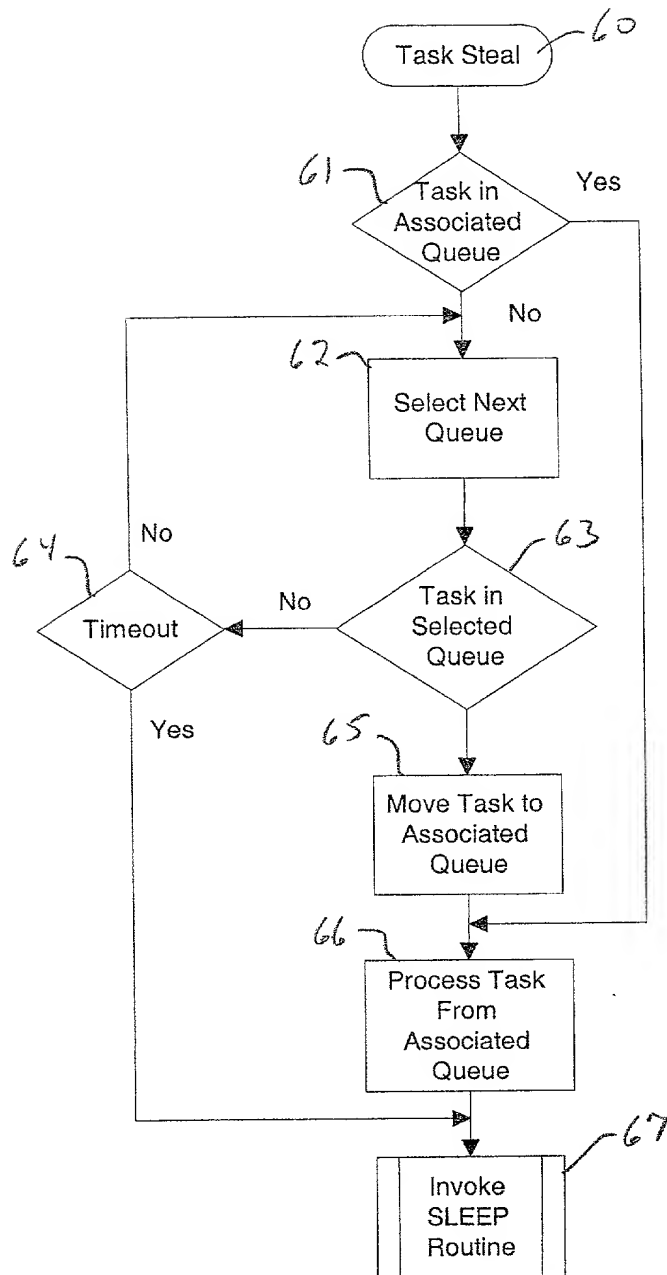 60
Task Steal
61
Task in
Associated
Queue
Yes
No
62
Select Next
Queue
63
Task in
Selected
Queue
No
64
No
Timeout
Yes
65
Move Task to
Associated
Queue
66
Process Task
From
Associated
Queue
67
Invoke
SLEEP
Routine